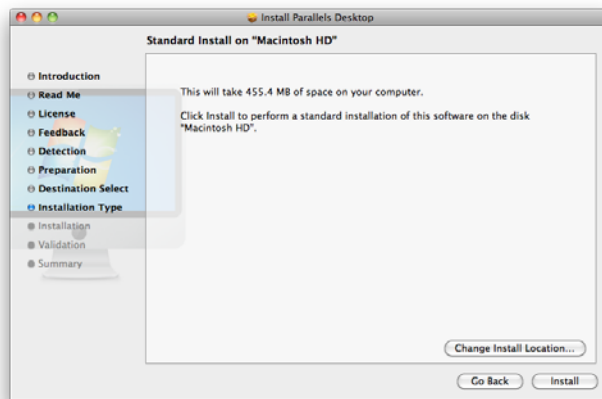 Install Parallels Desktop
Standard Install on "Macintosh HD"
Introduction
Read Me
License
Feedback
Detection
Preparation
Destination Select
Installation Type
Installation
Validation
Summary
This will take 455.4 MB of space on your computer.
Click Install to perform a standard installation of this software on the disk
"Macintosh HD".
Change Install Location...
Go Back
Install